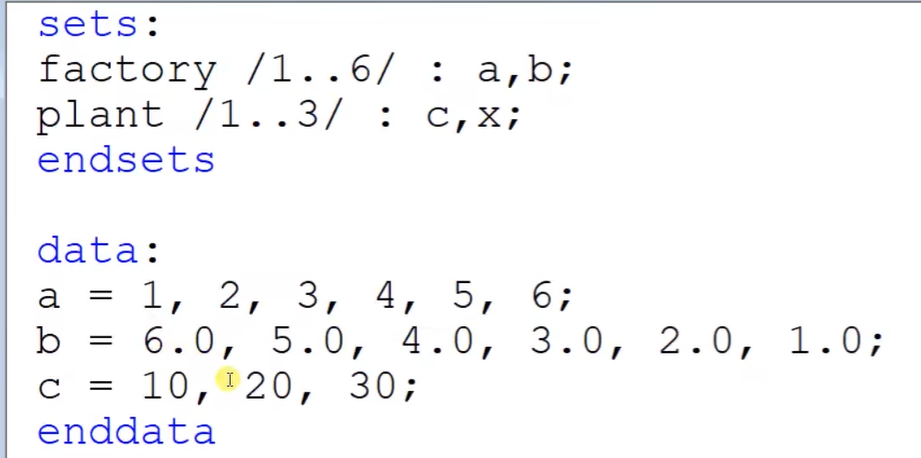 sets:
factory /1..6/ : a,b;
plant /1..3/ : c,x;
endsets
data:
a = 1, 2, 3, 4, 5, 6;
b = 6.0, 5.0, 4.0, 3.0, 2.0, 1.0;
c = 10, 20, 30;
enddata